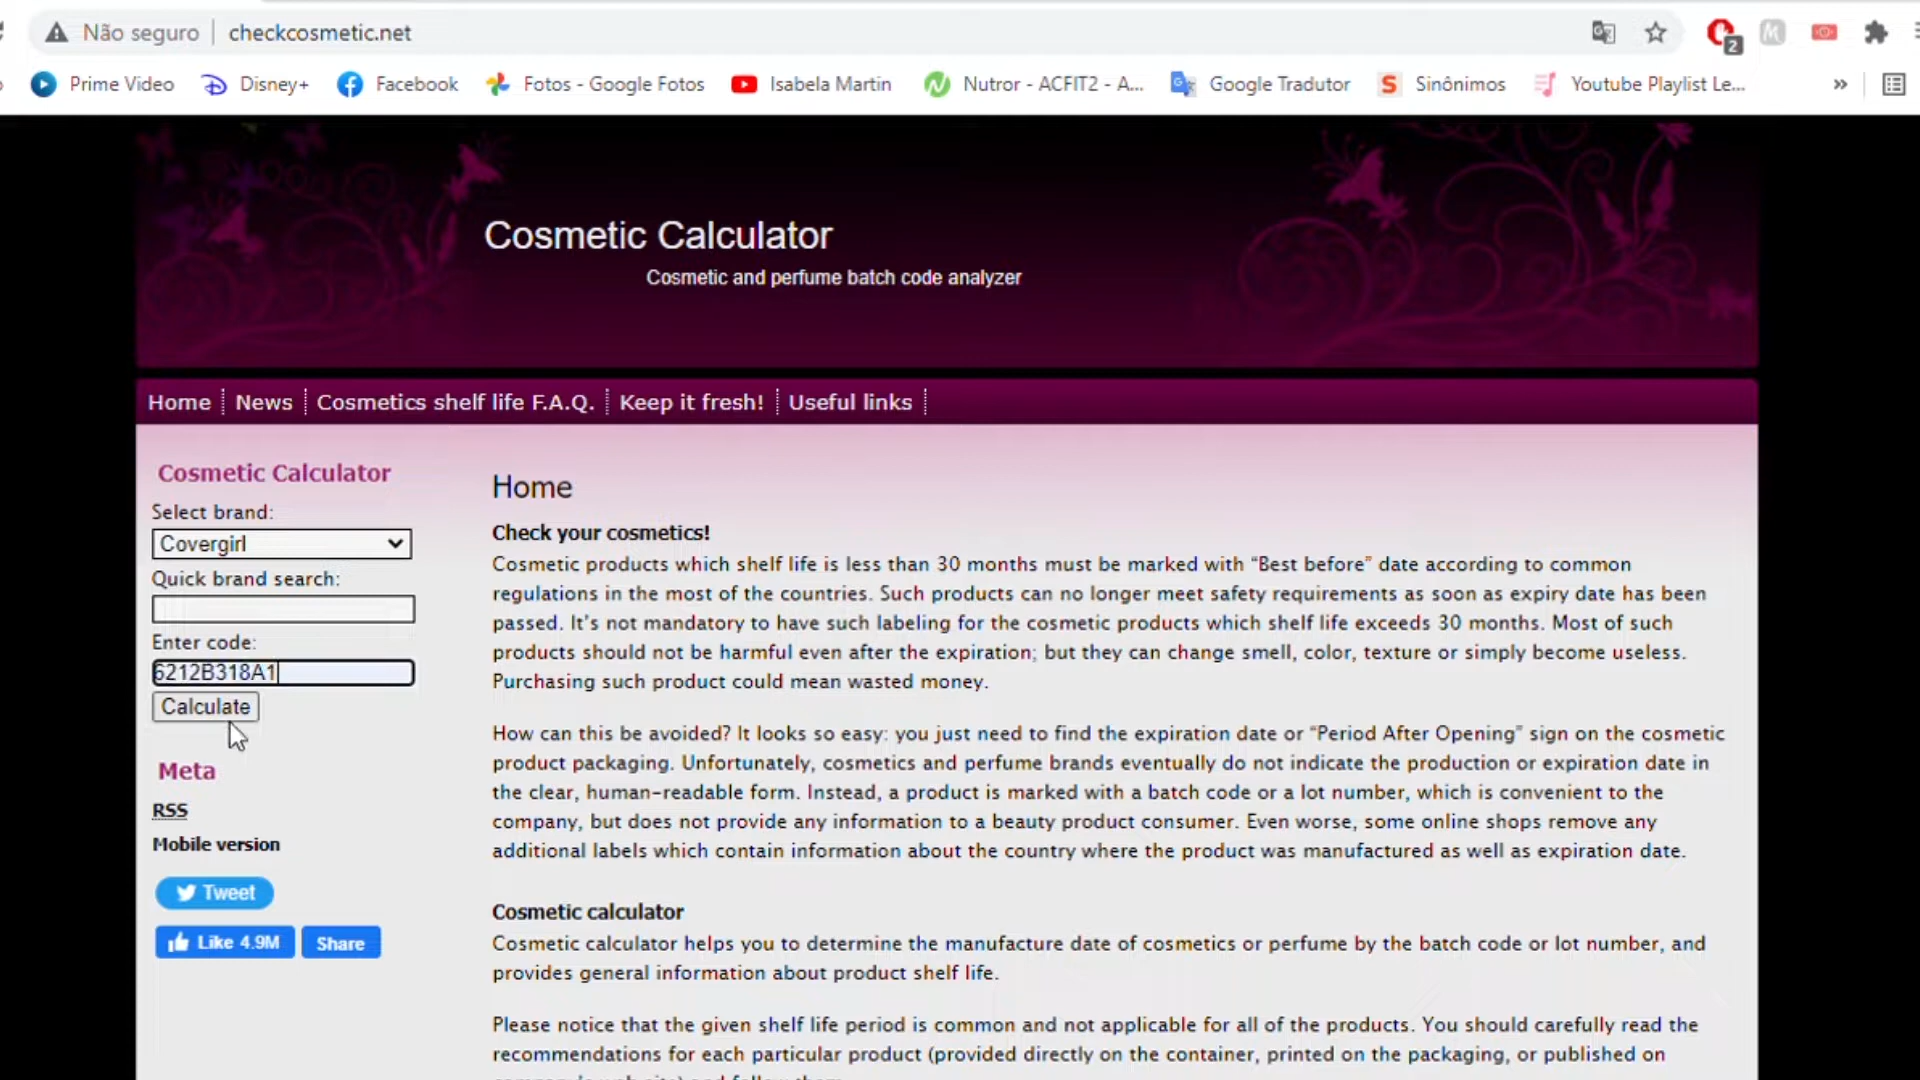 Não seguro checkcosmetic.net
2
Prime Video Disney+ Facebook Fotos - Google Fotos Isabela Martin Nutror - ACFIT2 - A... Google Tradutor S Sinônimos Youtube Playlist Le... »
Cosmetic Calculator
Cosmetic and perfume batch code analyzer
Home News Cosmetics shelf life F.A.Q. Keep it fresh! Useful links
Cosmetic Calculator
Select brand:
Covergirl
Quick brand search:
Enter code:
6212B318A1
Calculate
Meta
RSS
Mobile version
Tweet
Like 4.9M Share
Home
Check your cosmetics!
Cosmetic products which shelf life is less than 30 months must be marked with “Best before” date according to common
regulations in the most of the countries. Such products can no longer meet safety requirements as soon as expiry date has been
passed. It’s not mandatory to have such labeling for the cosmetic products which shelf life exceeds 30 months. Most of such
products should not be harmful even after the expiration; but they can change smell, color, texture or simply become useless.
Purchasing such product could mean wasted money.
How can this be avoided? It looks so easy: you just need to find the expiration date or “Period After Opening” sign on the cosmetic
product packaging. Unfortunately, cosmetics and perfume brands eventually do not indicate the production or expiration date in
the clear, human-readable form. Instead, a product is marked with a batch code or a lot number, which is convenient to the
company, but does not provide any information to a beauty product consumer. Even worse, some online shops remove any
additional labels which contain information about the country where the product was manufactured as well as expiration date.
Cosmetic calculator
Cosmetic calculator helps you to determine the manufacture date of cosmetics or perfume by the batch code or lot number, and
provides general information about product shelf life.
Please notice that the given shelf life period is common and not applicable for all of the products. You should carefully read the
recommendations for each particular product (provided directly on the container, printed on the packaging, or published on